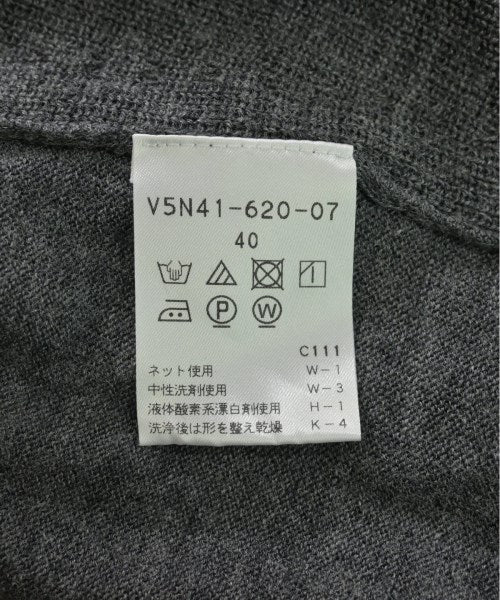 V5N41-620-07
40
P W
C111
ネット使用 W-1
中性洗剤使用 W-3
液体酸素系漂白剤使用 H-1
洗浄後は形を整え乾燥 K-4